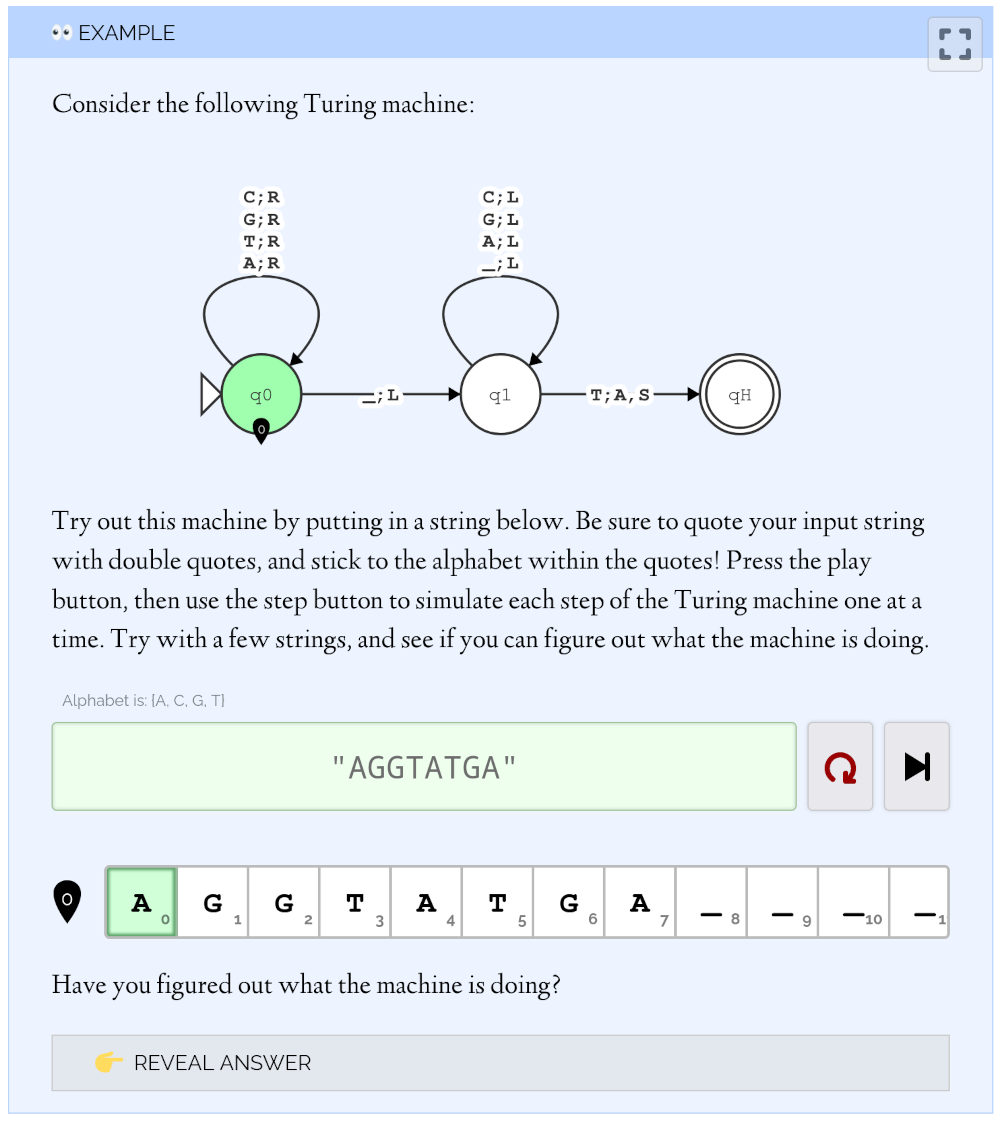 👀 EXAMPLE
Consider the following Turing machine:
C;R
G;R
T;R
A;R
C;L
G;L
A;L
_;L
q0
_;L
q1
T;A,S
qH
0
Try out this machine by putting in a string below. Be sure to quote your input string
with double quotes, and stick to the alphabet within the quotes! Press the play
button, then use the step button to simulate each step of the Turing machine one at a
time. Try with a few strings, and see if you can figure out what the machine is doing.
Alphabet is: {A, C, G, T}
"AGGTATGA"
0 A 0 G 1 G 2 T 3 A 4 T 5 G 6 A 7 _ 8 _ 9 _ 10 _ 1
Have you figured out what the machine is doing?
👉 REVEAL ANSWER